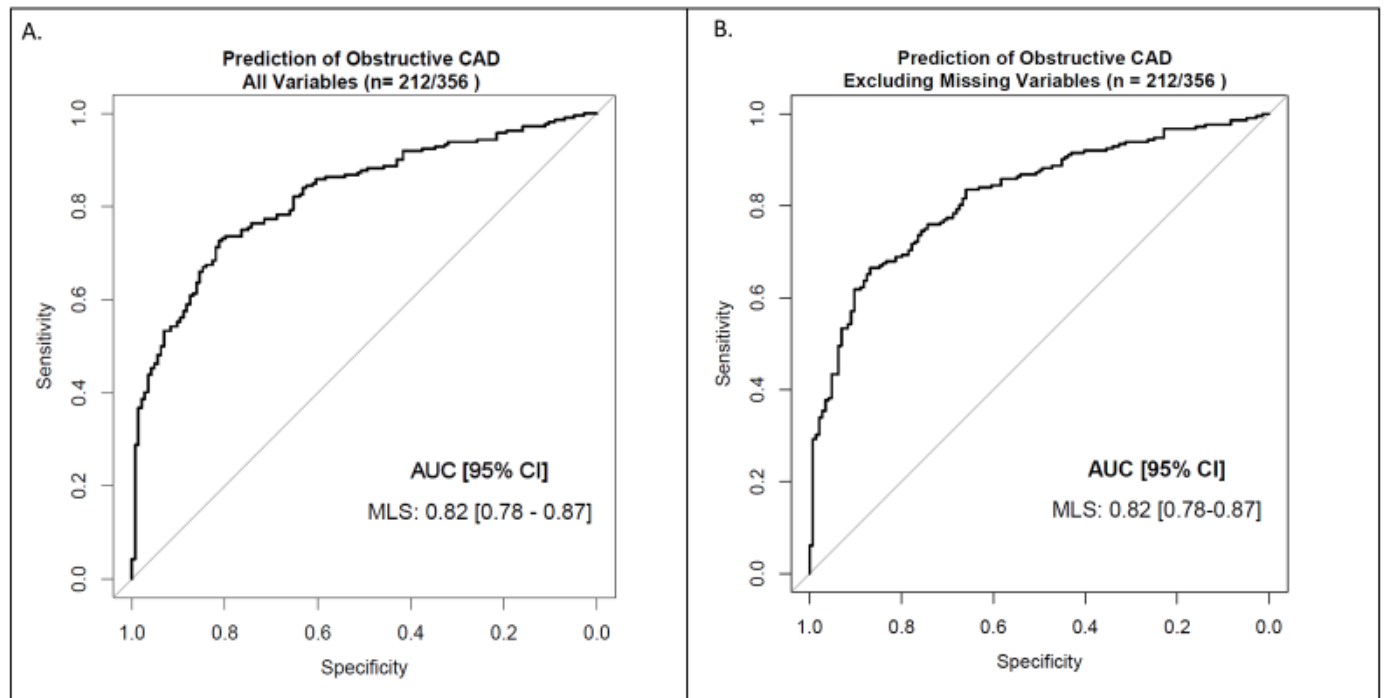 A.
Prediction of Obstructive CAD
All Variables (n= 212/356 )
1.0
0.8
0.6
0.4
0.2
0.0
Sensitivity
AUC [95% CI]
MLS: 0.82 [0.78 - 0.87]
1.0 0.8 0.6 0.4 0.2 0.0
Specificity
B.
Prediction of Obstructive CAD
Excluding Missing Variables (n = 212/356 )
1.0
0.8
0.6
0.4
0.2
0.0
Sensitivity
AUC [95% CI]
MLS: 0.82 [0.78-0.87]
1.0 0.8 0.6 0.4 0.2 0.0
Specificity